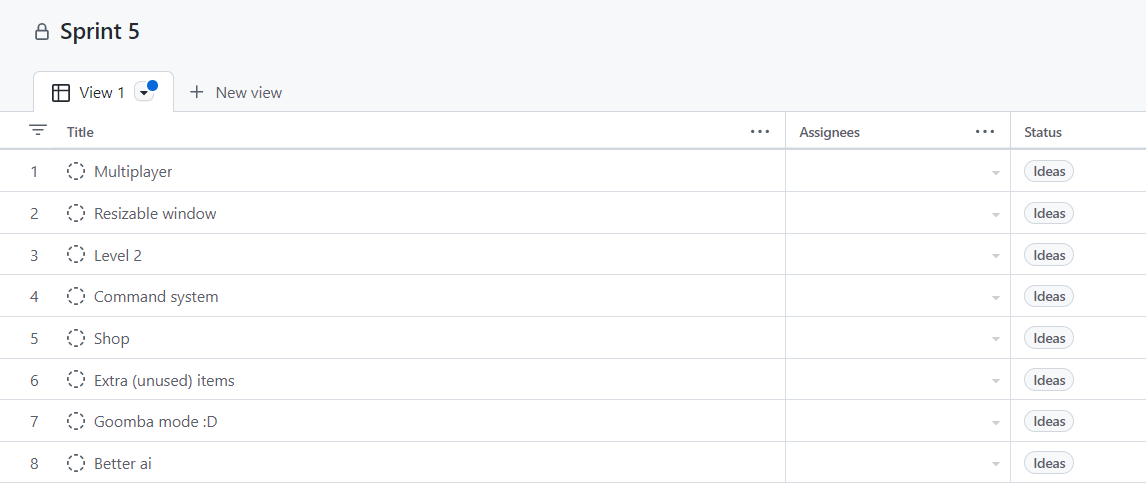 Sprint 5
View 1 New view
Title Assignees Status
1 Multiplayer Ideas
2 Resizable window Ideas
3 Level 2 Ideas
4 Command system Ideas
5 Shop Ideas
6 Extra (unused) items Ideas
7 Goomba mode :D Ideas
8 Better ai Ideas